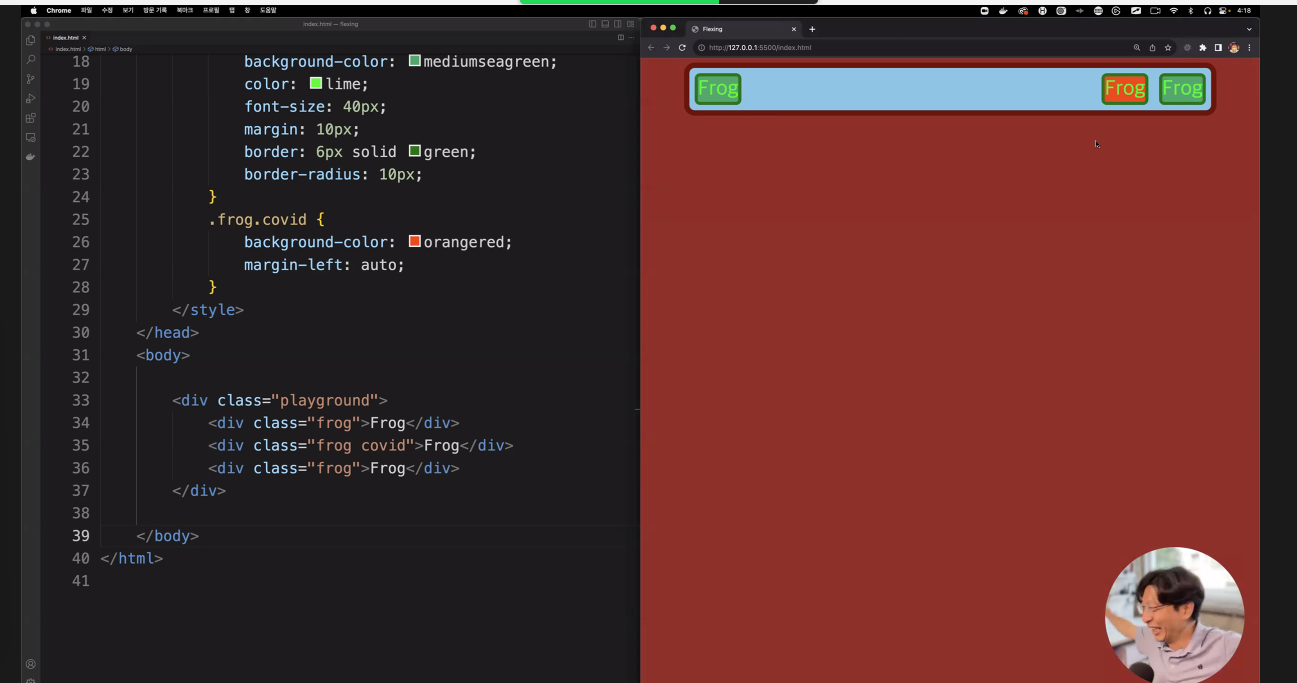 Chrome 파일 수정 보기 방문 기록 북마크 프로필 탭 창 도움말
4:18
index.html — flexing
index.html
index.html > html > body
18 background-color: mediumseagreen;
19 color: lime;
20 font-size: 40px;
21 margin: 10px;
22 border: 6px solid green;
23 border-radius: 10px;
24 }
25 .frog.covid {
26 background-color: orangered;
27 margin-left: auto;
28 }
29 </style>
30 </head>
31 <body>
32
33 <div class="playground">
34 <div class="frog">Frog</div>
35 <div class="frog covid">Frog</div>
36 <div class="frog">Frog</div>
37 </div>
38
39 </body>
40 </html>
41
Flexing
http://127.0.0.1:5500/index.html
Frog Frog Frog